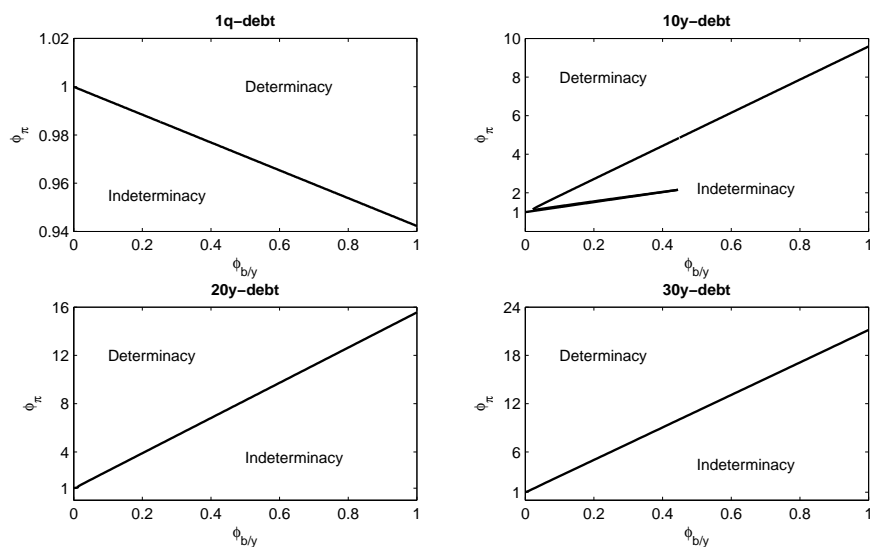 1q-debt
1.02
1
0.98
0.96
0.94
ϕπ
Determinacy
Indeterminacy
0 0.2 0.4 0.6 0.8 1
ϕb/y
10y-debt
10
8
6
4
2
1
ϕπ
Determinacy
Indeterminacy
0 0.2 0.4 0.6 0.8 1
ϕb/y
20y-debt
16
12
8
4
1
ϕπ
Determinacy
Indeterminacy
0 0.2 0.4 0.6 0.8 1
ϕb/y
30y-debt
24
18
12
6
1
ϕπ
Determinacy
Indeterminacy
0 0.2 0.4 0.6 0.8 1
ϕb/y